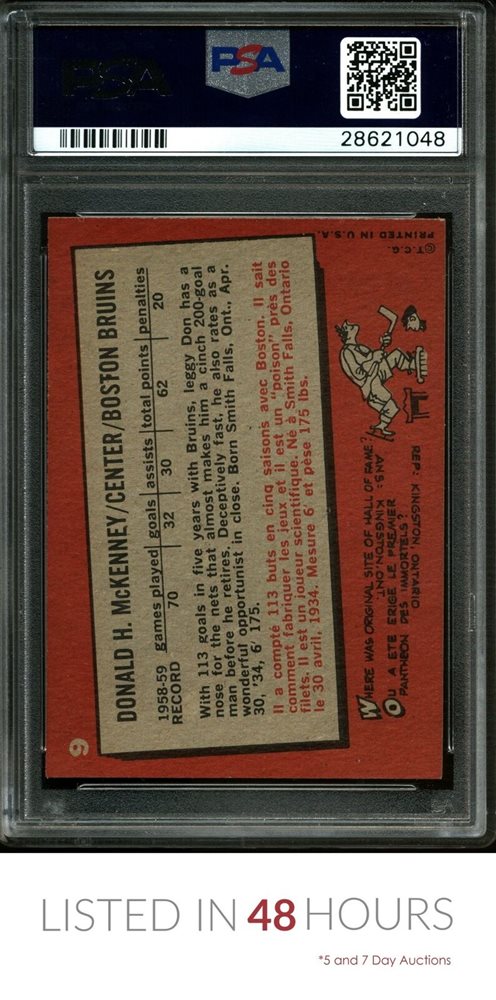 PSA
PSA
28621048
9
DONALD H. McKENNEY/CENTER/BOSTON BRUINS
1958-59 games played goals assists total points penalties
RECORD 70 32 30 62 20
With 113 goals in five years with Bruins, leggy Don has a
nose for the nets that almost makes him a cinch 200-goal
man before he retires. Deceptively fast, he also rates as a
wonderful opportunist in close. Born Smith Falls, Ont., Apr.
30, '34, 6' 175.
Il a compté 113 buts en cinq saisons avec Boston. Il sait
comment fabriquer les jeux et il est un "poison" près des
filets. Il est un joueur scientifique. Né à Smith Falls, Ontario
le 30 avril, 1934. Mesure 6' et pèse 175 lbs.
WHERE WAS ORIGINAL SITE OF HALL OF FAME?
ANS: KINGSTON, ONT.
OU A ETE ERIGE LE PREMIER
PANTHEON DES IMMORTELS?
REP: KINGSTON ONTARIO
© T.C.G.
PRINTED IN U.S.A.
LISTED IN 48 HOURS
*5 and 7 Day Auctions